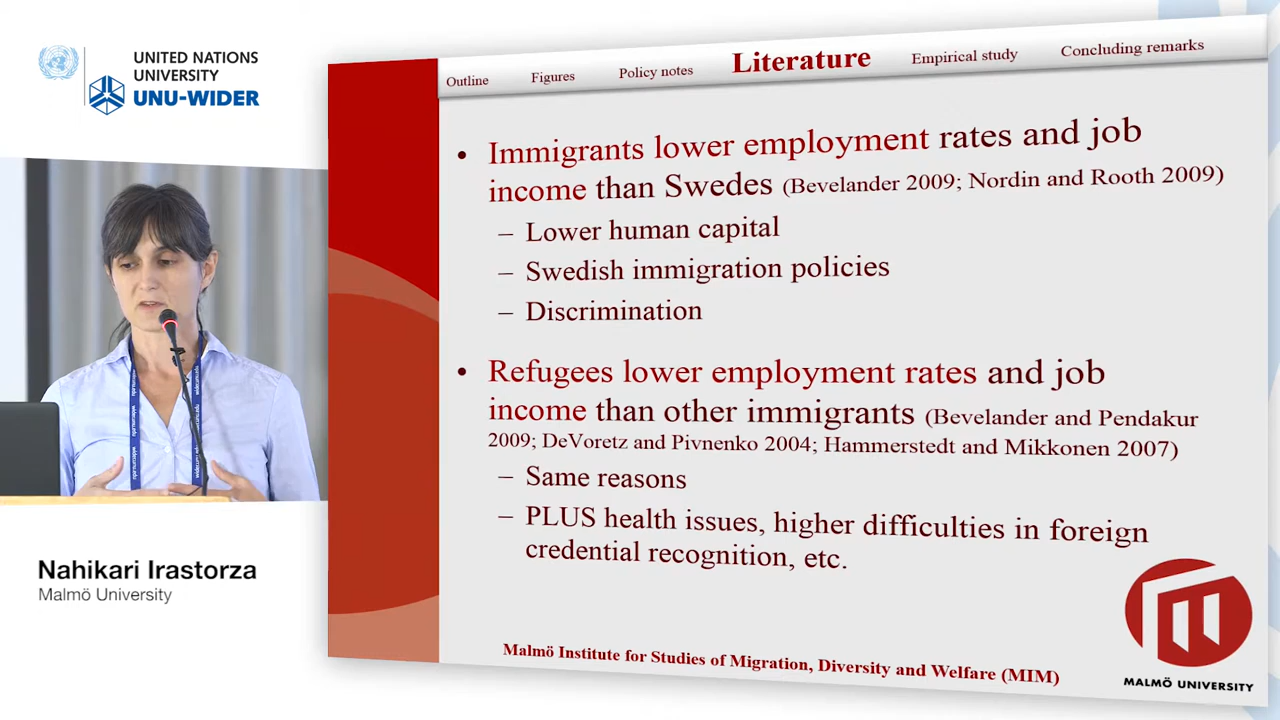 UNITED NATIONS
UNIVERSITY
UNU-WIDER
Nahikari Irastorza
Malmö University
Outline Figures Policy notes Literature Empirical study Concluding remarks
• Immigrants lower employment rates and job
income than Swedes (Bevelander 2009; Nordin and Rooth 2009)
– Lower human capital
– Swedish immigration policies
– Discrimination
• Refugees lower employment rates and job
income than other immigrants (Bevelander and Pendakur
2009; DeVoretz and Pivnenko 2004; Hammerstedt and Mikkonen 2007)
– Same reasons
– PLUS health issues, higher difficulties in foreign
credential recognition, etc.
Malmö Institute for Studies of Migration, Diversity and Welfare (MIM)
MALMÖ UNIVERSITY